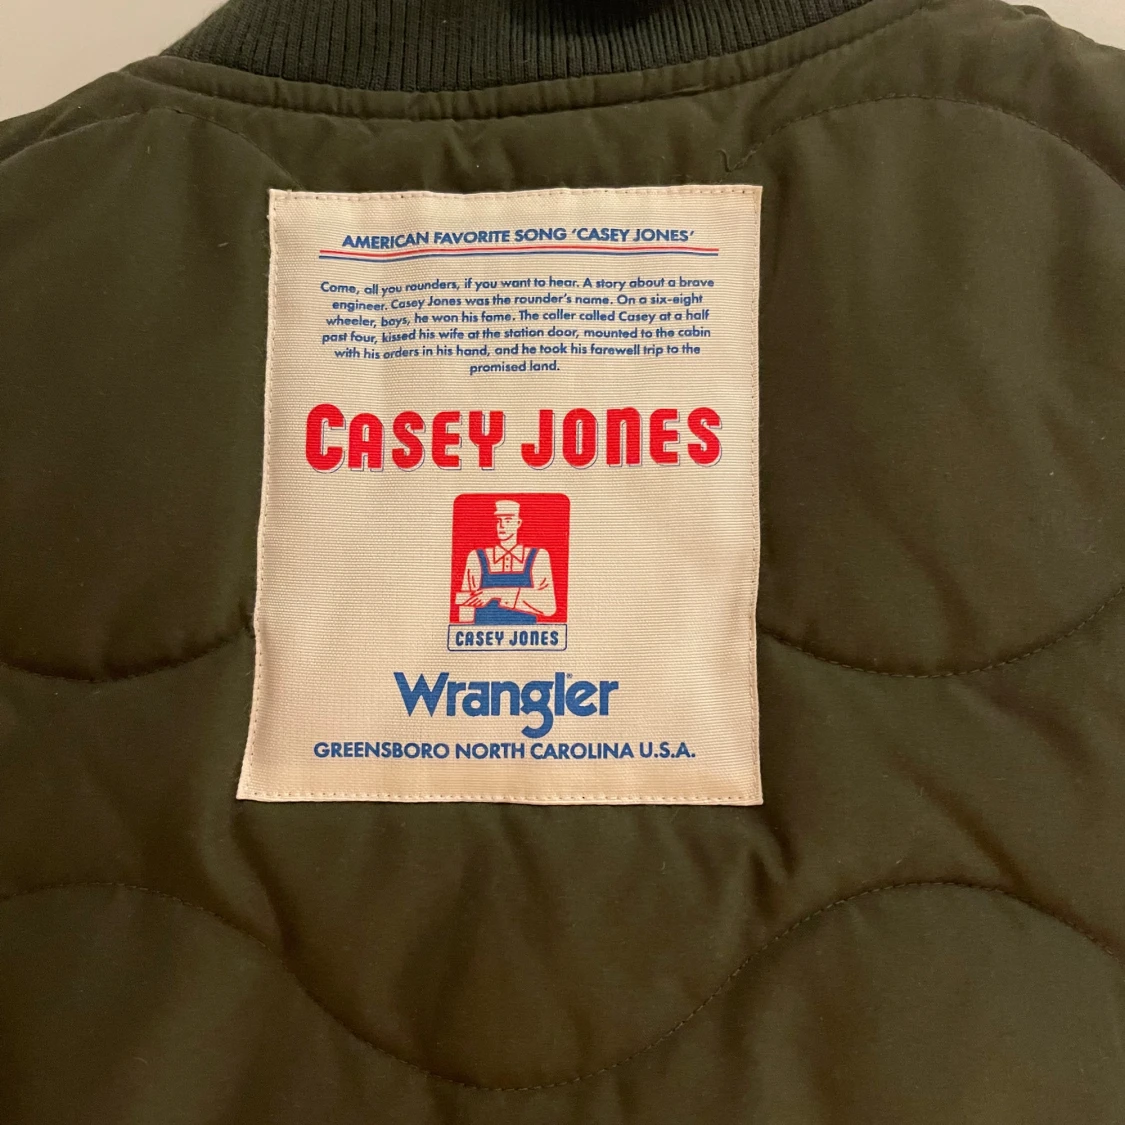 AMERICAN FAVORITE SONG 'CASEY JONES'
Come, all you rounders, if you want to hear. A story about a brave
engineer. Casey Jones was the rounder's name. On a six-eight
wheeler, boys, he won his fame. The caller called Casey at a half
past four, kissed his wife at the station door, mounted to the cabin
with his orders in his hand, and he took his farewell trip to the
promised land.
CASEY JONES
CASEY JONES
Wrangler®
GREENSBORO NORTH CAROLINA U.S.A.